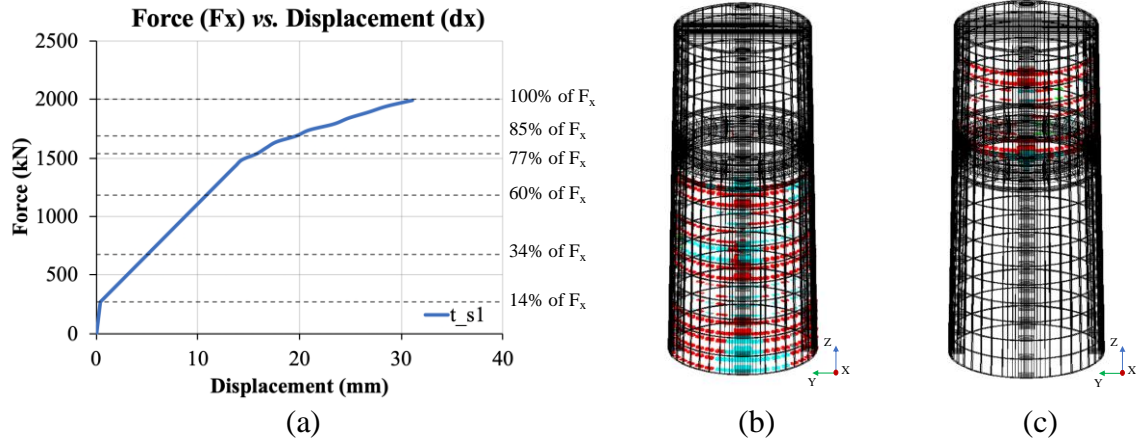 Force (Fx) vs. Displacement (dx)
2500
2000
1500
1000
500
0
Force (kN)
0 10 20 30 40
Displacement (mm)
t_s1
100% of Fₓ
85% of Fₓ
77% of Fₓ
60% of Fₓ
34% of Fₓ
14% of Fₓ
Z
Y X
Z
Y X
(a) (b) (c)